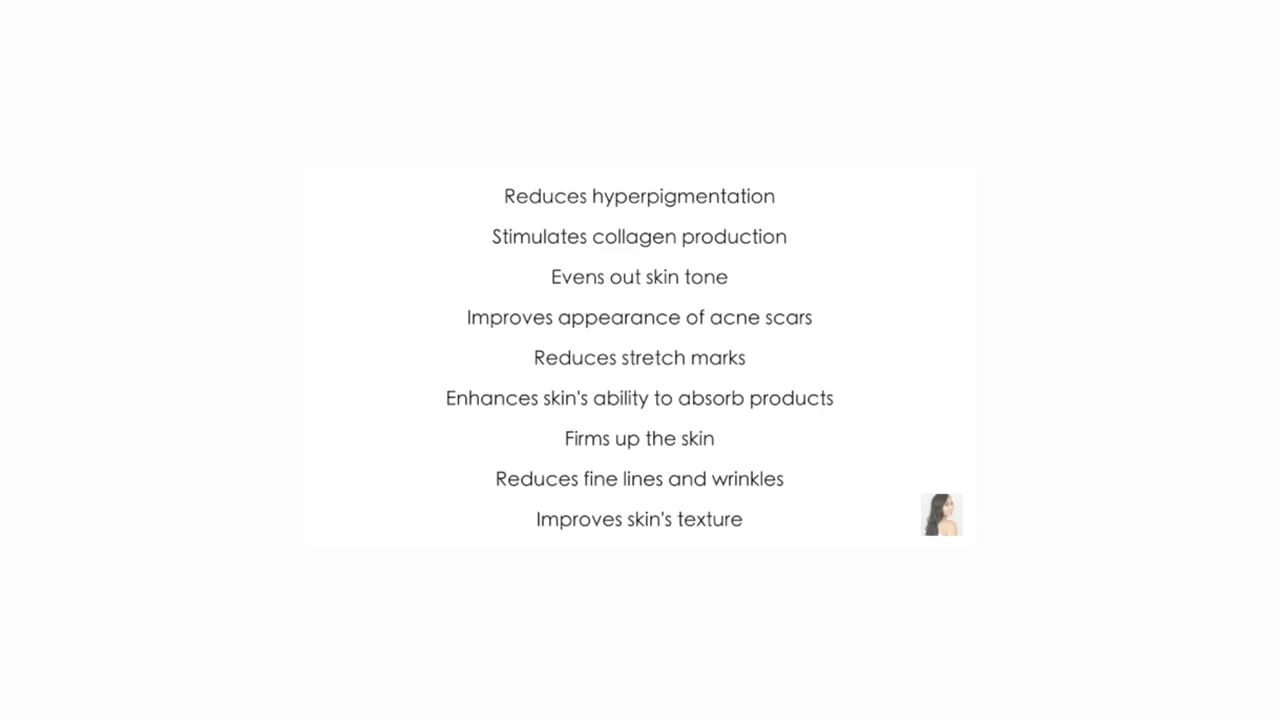 Reduces hyperpigmentation
Stimulates collagen production
Evens out skin tone
Improves appearance of acne scars
Reduces stretch marks
Enhances skin's ability to absorb products
Firms up the skin
Reduces fine lines and wrinkles
Improves skin's texture